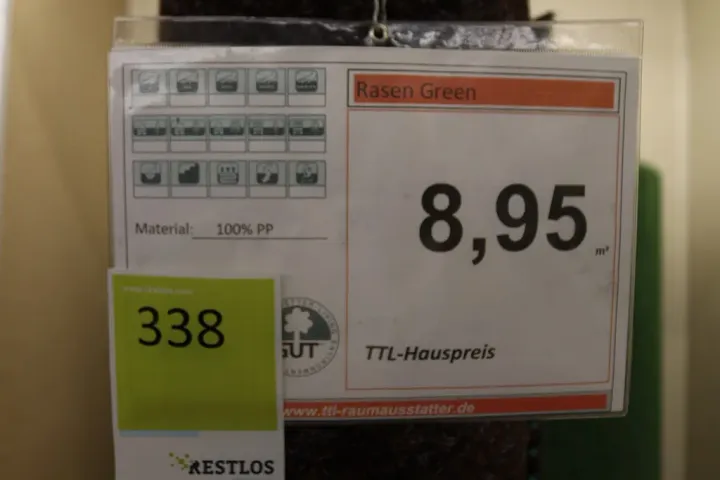 Rasen Green
8,95
m²
Material: 100% PP
TTL-Hauspreis
338
GUT
www.ttl-raumausstatter.de
RESTLOS